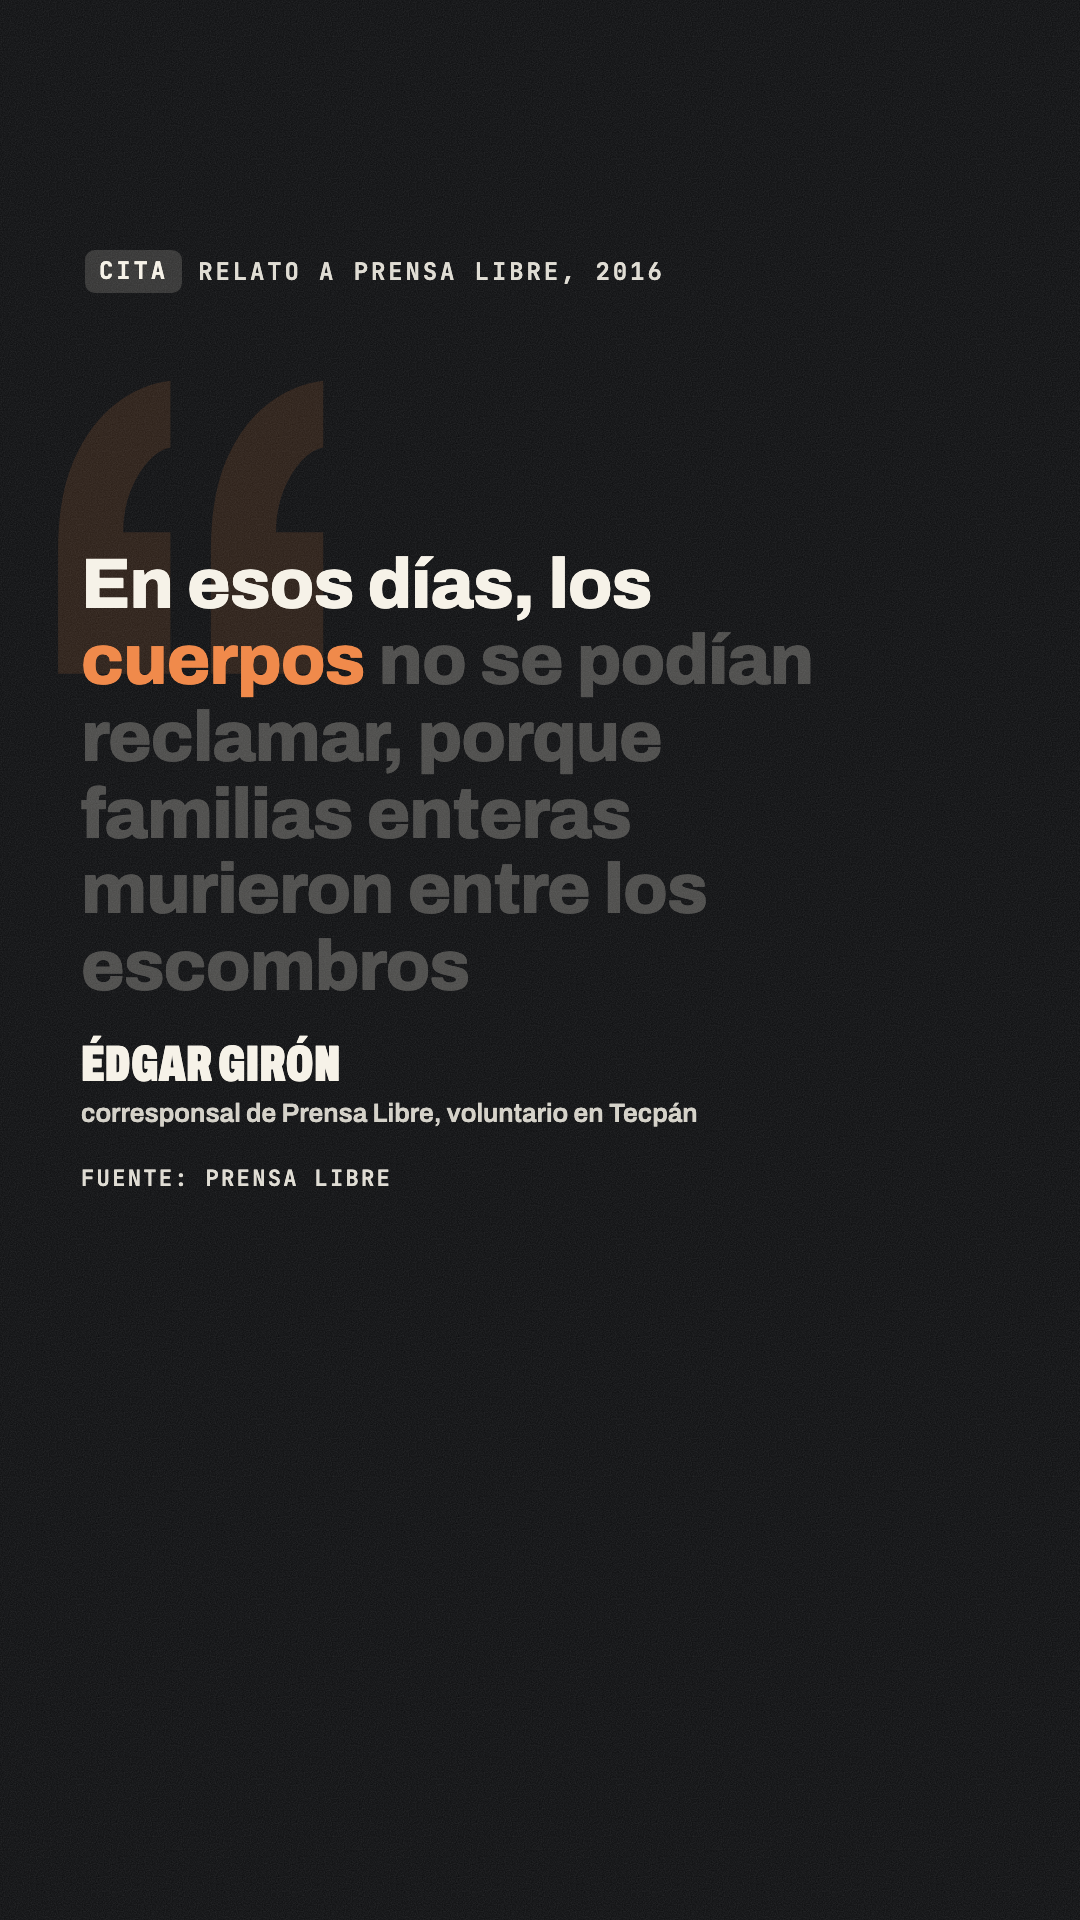 CITA RELATO A PRENSA LIBRE, 2016
En esos días, los
cuerpos no se podían
reclamar, porque
familias enteras
murieron entre los
escombros
ÉDGAR GIRÓN
corresponsal de Prensa Libre, voluntario en Tecpán
FUENTE: PRENSA LIBRE